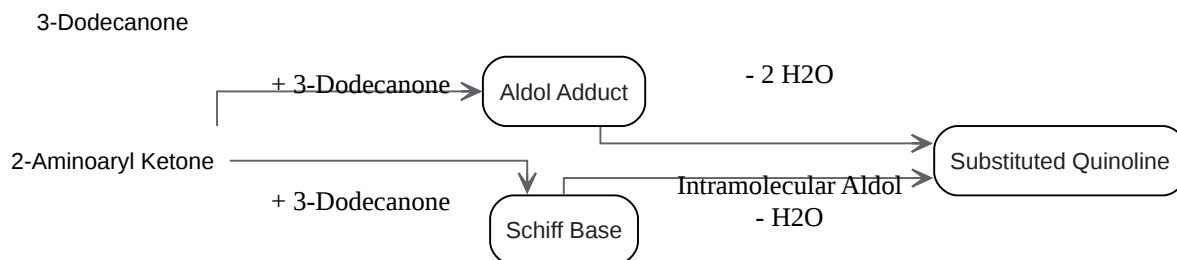 3-Dodecanone
+ 3-Dodecanone
Aldol Adduct
- 2 H2O
2-Aminoaryl Ketone
Substituted Quinoline
+ 3-Dodecanone
Schiff Base
Intramolecular Aldol
- H2O